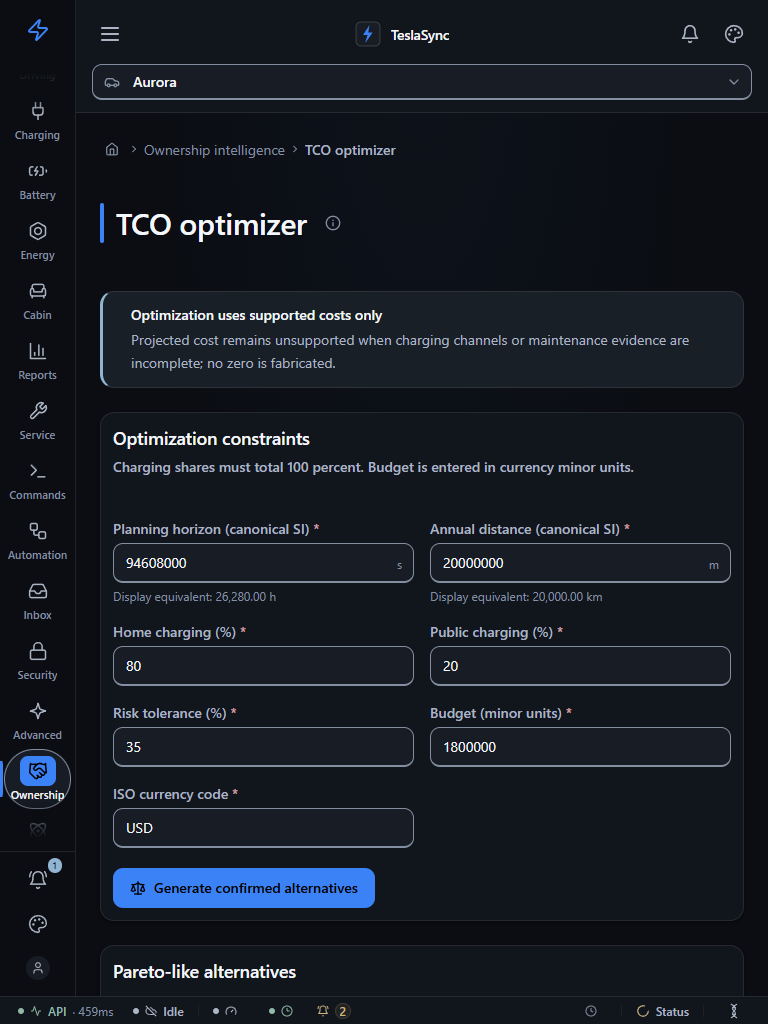 TeslaSync
Aurora
Driving
Charging
Battery
Energy
Cabin
Reports
Service
Commands
Automation
Inbox
Security
Advanced
Ownership
1
Ownership intelligence > TCO optimizer
TCO optimizer
Optimization uses supported costs only
Projected cost remains unsupported when charging channels or maintenance evidence are
incomplete; no zero is fabricated.
Optimization constraints
Charging shares must total 100 percent. Budget is entered in currency minor units.
Planning horizon (canonical SI) * Annual distance (canonical SI) *
94608000 s 20000000 m
Display equivalent: 26,280.00 h Display equivalent: 20,000.00 km
Home charging (%) * Public charging (%) *
80 20
Risk tolerance (%) * Budget (minor units) *
35 1800000
ISO currency code *
USD
Generate confirmed alternatives
Pareto-like alternatives
API · 459ms Idle 2 Status